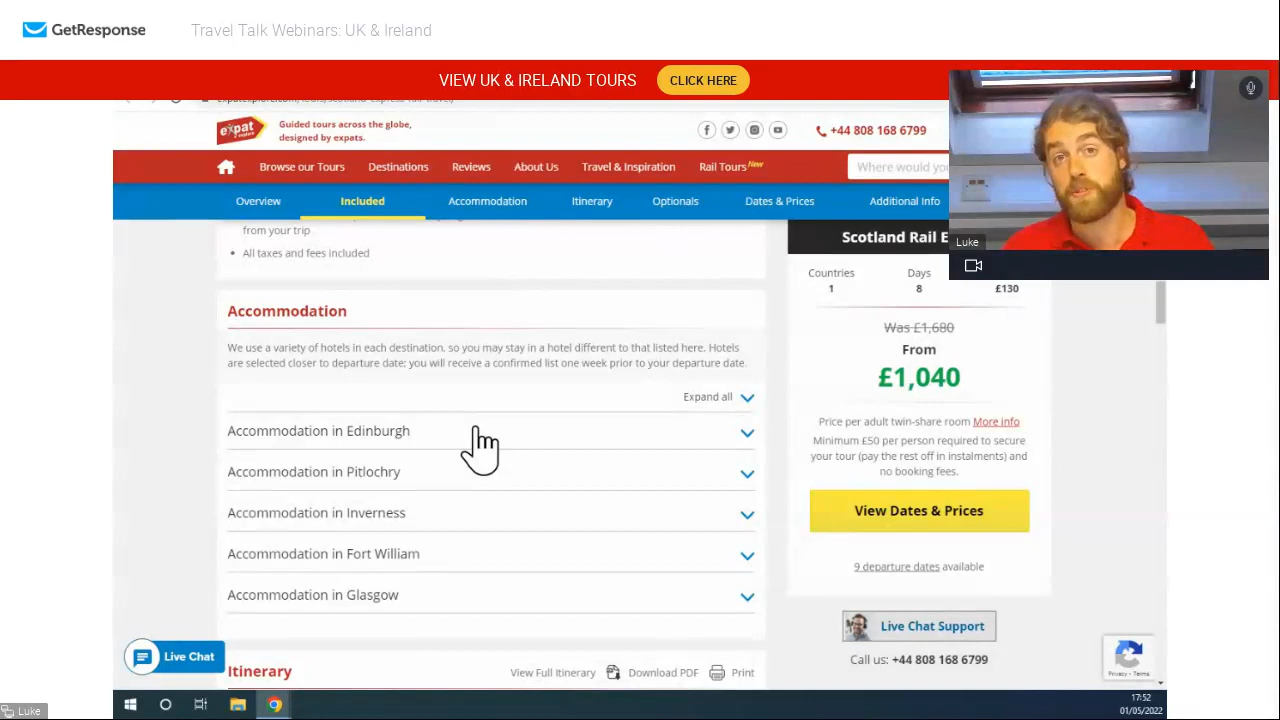 GetResponse
Travel Talk Webinars: UK & Ireland
VIEW UK & IRELAND TOURS
CLICK HERE
expat
Guided tours across the globe,
designed by expats.
+44 808 168 6799
Browse our Tours
Destinations
Reviews
About Us
Travel & Inspiration
Rail Tours New
Where would yo
Overview
Included
Accommodation
Itinerary
Optionals
Dates & Prices
Additional Info
Luke
from your trip
All taxes and fees included
Scotland Rail E
Countries
Days
1
8
£130
Was £1,680
From
£1,040
Price per adult twin-share room More info
Minimum £50 per person required to secure
your tour (pay the rest off in instalments) and
no booking fees.
View Dates & Prices
9 departure dates available
Live Chat Support
Call us: +44 808 168 6799
Accommodation
We use a variety of hotels in each destination, so you may stay in a hotel different to that listed here. Hotels
are selected closer to departure date; you will receive a confirmed list one week prior to your departure date.
Expand all
Accommodation in Edinburgh
Accommodation in Pitlochry
Accommodation in Inverness
Accommodation in Fort William
Accommodation in Glasgow
Live Chat
Itinerary
View Full Itinerary
Download PDF
Print
Privacy - Terms
17:52
01/05/2022
Luke